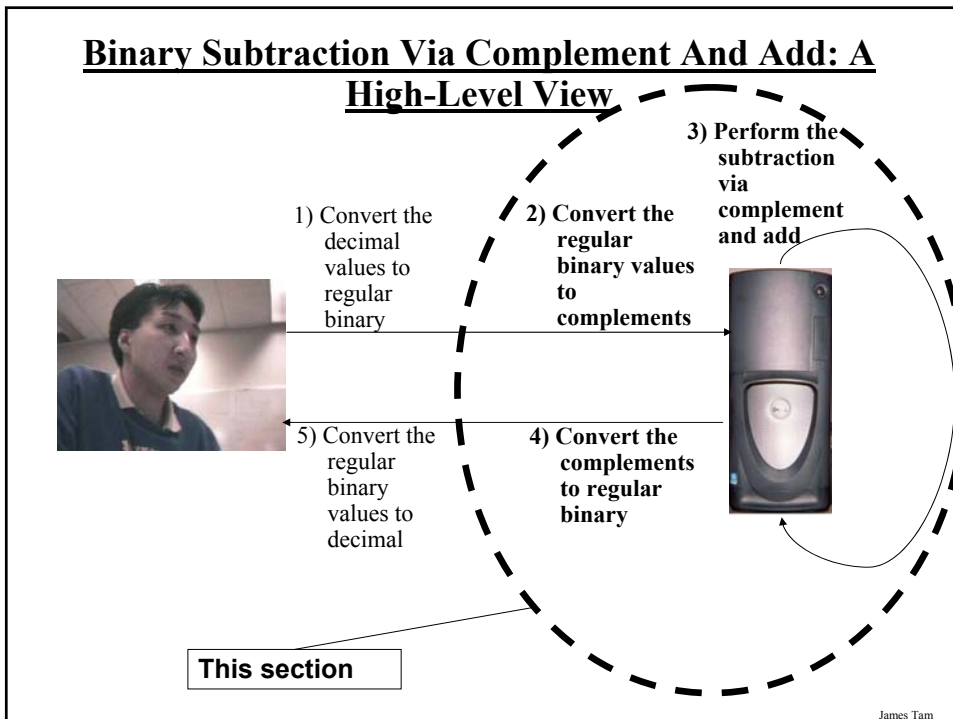 Binary Subtraction Via Complement And Add: A
High-Level View
3) Perform the
subtraction
via
complement
and add
1) Convert the
decimal
values to
regular
binary
2) Convert the
regular
binary values
to
complements
5) Convert the
regular
binary
values to
decimal
4) Convert the
complements
to regular
binary
This section
James Tam